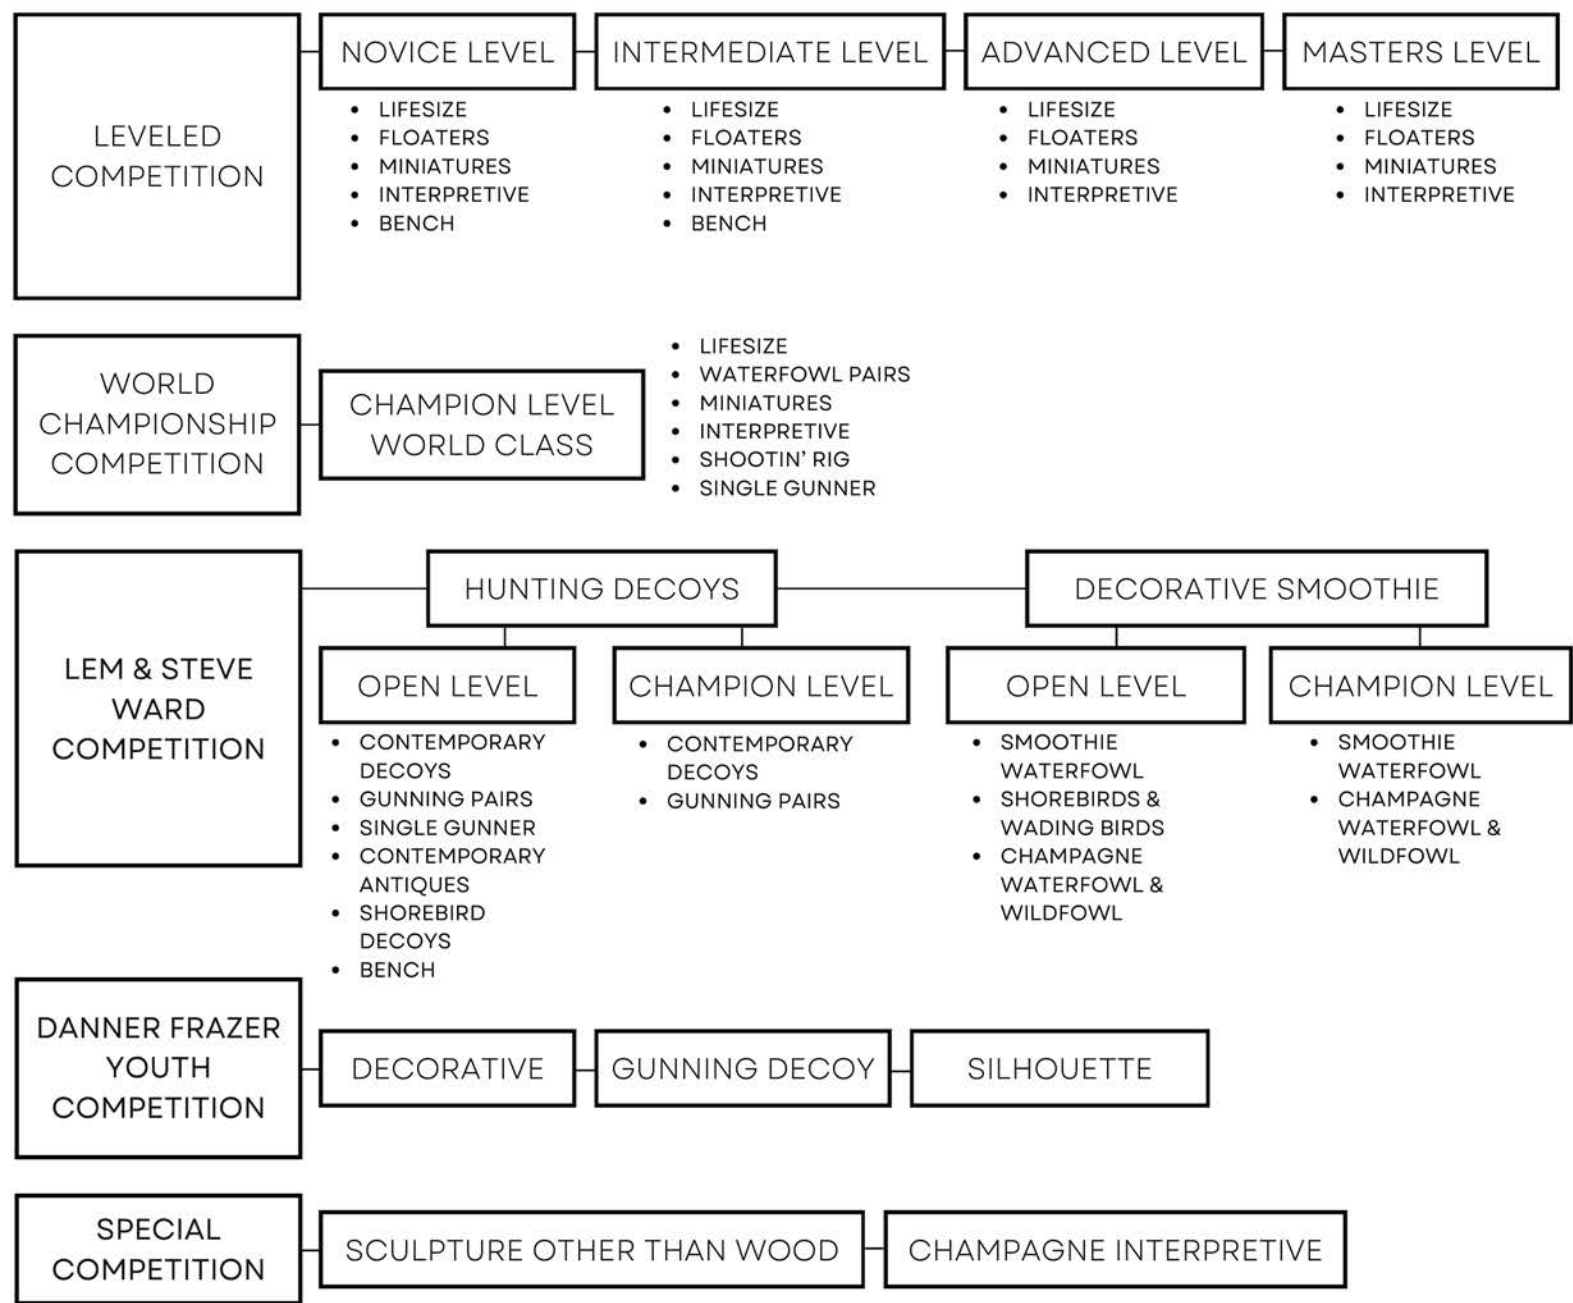 LEVELED
COMPETITION
NOVICE LEVEL
• LIFESIZE
• FLOATERS
• MINIATURES
• INTERPRETIVE
• BENCH
INTERMEDIATE LEVEL
• LIFESIZE
• FLOATERS
• MINIATURES
• INTERPRETIVE
• BENCH
ADVANCED LEVEL
• LIFESIZE
• FLOATERS
• MINIATURES
• INTERPRETIVE
MASTERS LEVEL
• LIFESIZE
• FLOATERS
• MINIATURES
• INTERPRETIVE
WORLD
CHAMPIONSHIP
COMPETITION
CHAMPION LEVEL
WORLD CLASS
• LIFESIZE
• WATERFOWL PAIRS
• MINIATURES
• INTERPRETIVE
• SHOOTIN' RIG
• SINGLE GUNNER
LEM & STEVE
WARD
COMPETITION
HUNTING DECOYS
OPEN LEVEL
• CONTEMPORARY
DECOYS
• GUNNING PAIRS
• SINGLE GUNNER
• CONTEMPORARY
ANTIQUES
• SHOREBIRD
DECOYS
• BENCH
CHAMPION LEVEL
• CONTEMPORARY
DECOYS
• GUNNING PAIRS
DECORATIVE SMOOTHIE
OPEN LEVEL
• SMOOTHIE
WATERFOWL
• SHOREBIRDS &
WADING BIRDS
• CHAMPAGNE
WATERFOWL &
WILDFOWL
CHAMPION LEVEL
• SMOOTHIE
WATERFOWL
• CHAMPAGNE
WATERFOWL &
WILDFOWL
DANNER FRAZER
YOUTH
COMPETITION
DECORATIVE
GUNNING DECOY
SILHOUETTE
SPECIAL
COMPETITION
SCULPTURE OTHER THAN WOOD
CHAMPAGNE INTERPRETIVE